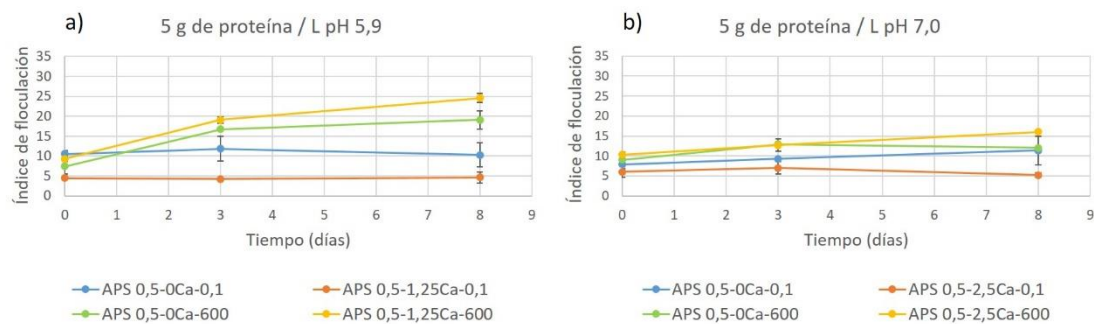 a) 5 g de proteína / L pH 5,9
Índice de floculación
35
30
25
20
15
10
5
0
0 1 2 3 4 5 6 7 8 9
Tiempo (días)
APS 0,5-0Ca-0,1 APS 0,5-1,25Ca-0,1
APS 0,5-0Ca-600 APS 0,5-1,25Ca-600
b) 5 g de proteína / L pH 7,0
Índice de floculación
35
30
25
20
15
10
5
0
0 1 2 3 4 5 6 7 8 9
Tiempo (días)
APS 0,5-0Ca-0,1 APS 0,5-2,5Ca-0,1
APS 0,5-0Ca-600 APS 0,5-2,5Ca-600